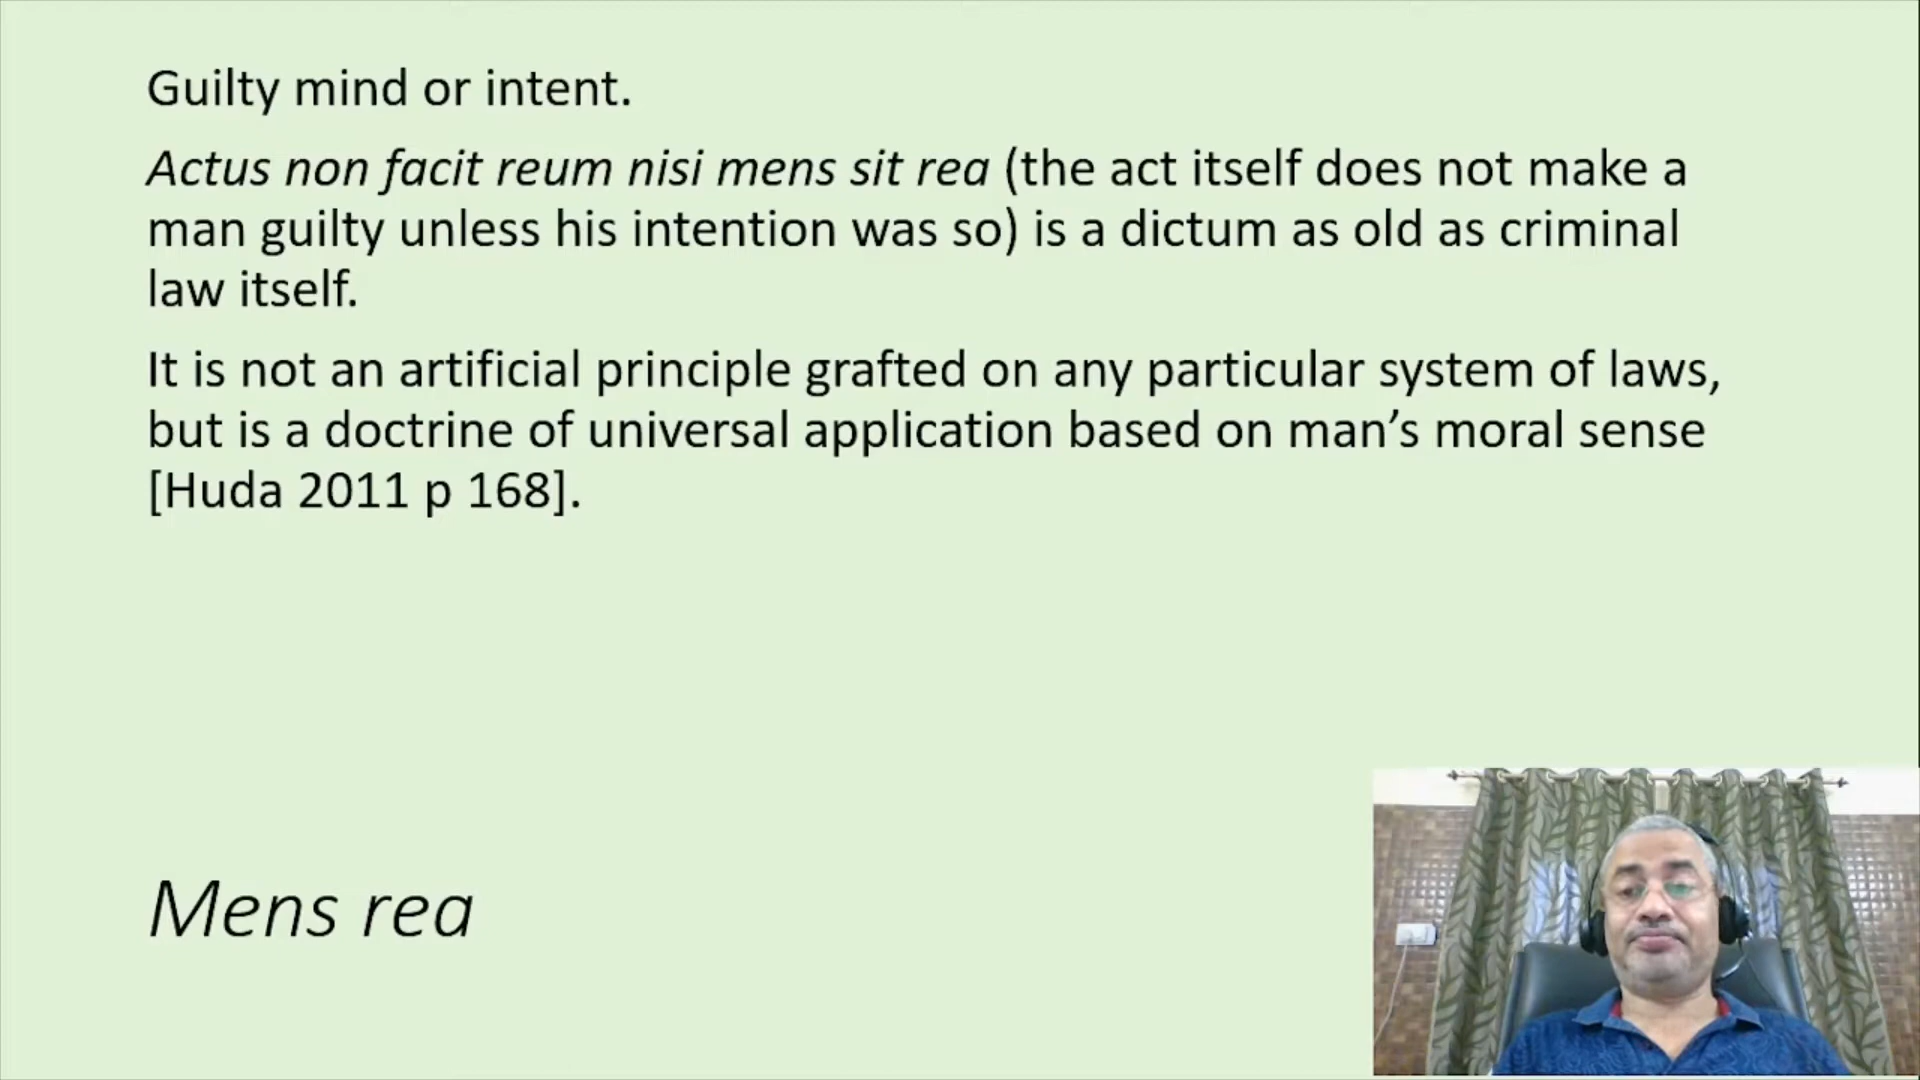 Guilty mind or intent.
Actus non facit reum nisi mens sit rea (the act itself does not make a
man guilty unless his intention was so) is a dictum as old as criminal
law itself.
It is not an artificial principle grafted on any particular system of laws,
but is a doctrine of universal application based on man’s moral sense
[Huda 2011 p 168].
Mens rea